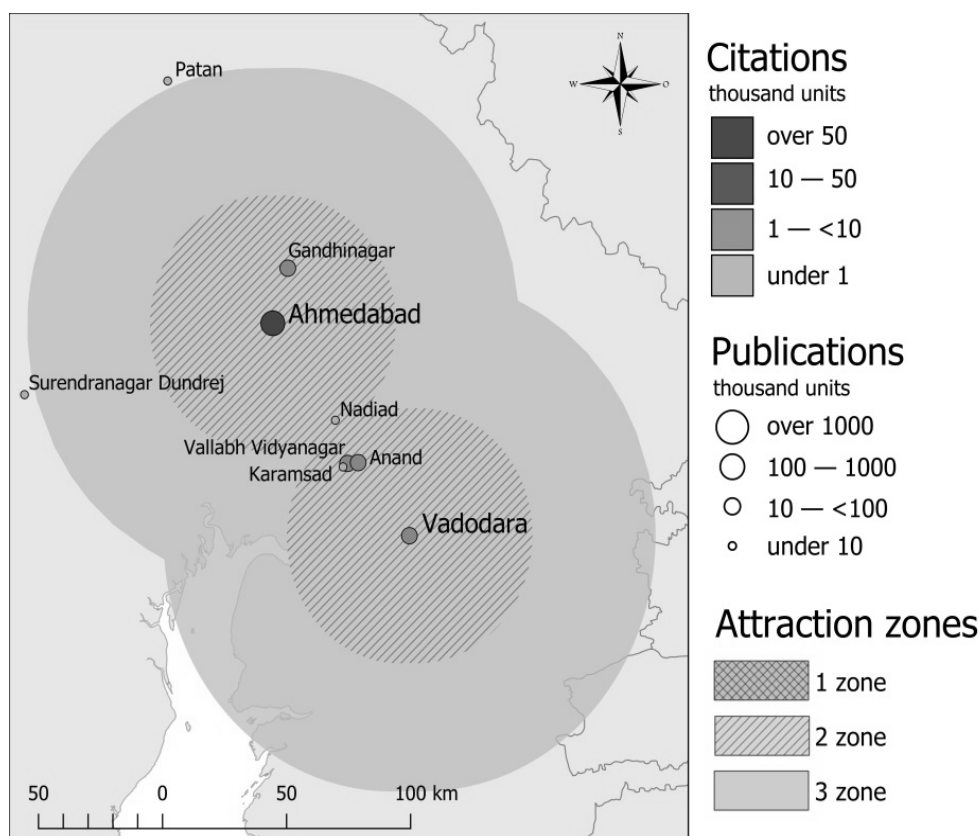 Patan
N
W
O
S
Gandhinagar
Ahmedabad
Surendranagar Dundrej
Nadiad
Vallabh Vidyanagar
Anand
Karamsad
Vadodara
50 0 50 100 km
Citations
thousand units
over 50
10 — 50
1 — <10
under 1
Publications
thousand units
over 1000
100 — 1000
10 — <100
under 10
Attraction zones
1 zone
2 zone
3 zone